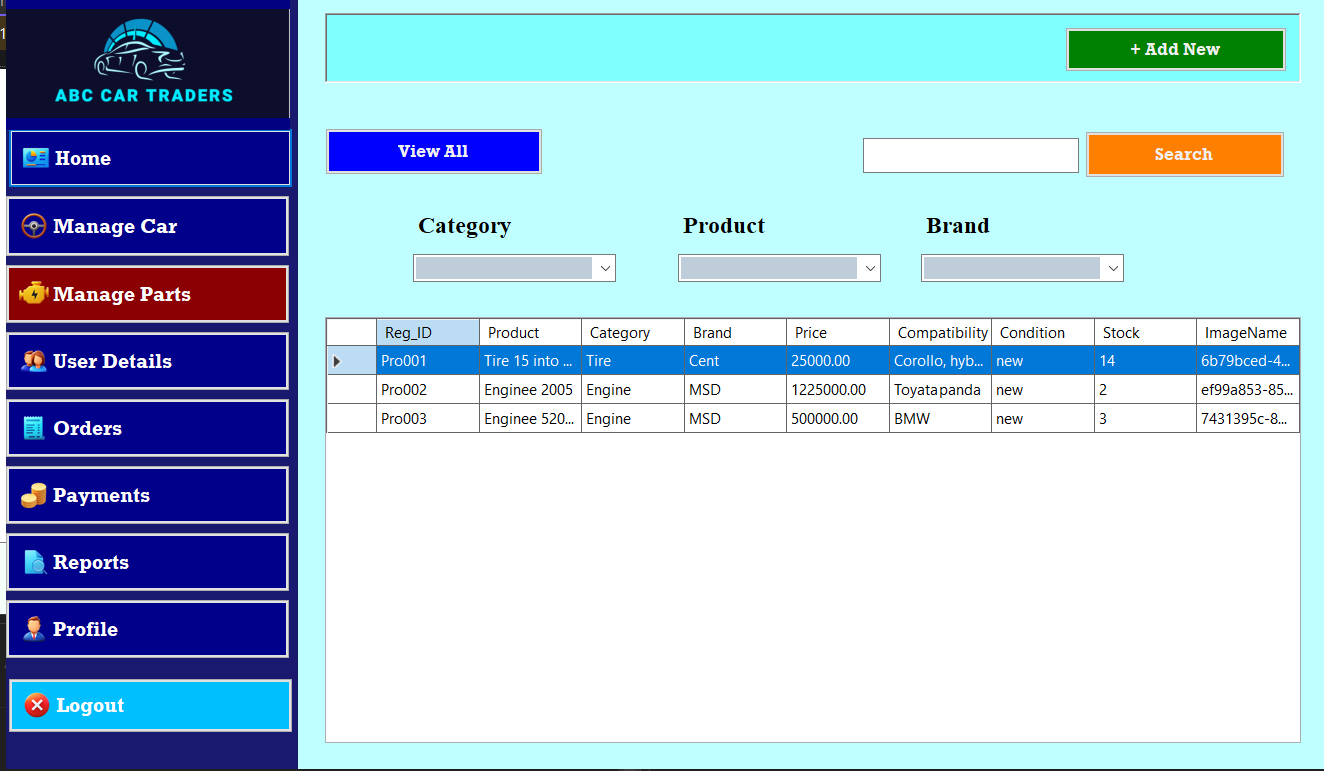 ABC CAR TRADERS
Home
Manage Car
Manage Parts
User Details
Orders
Payments
Reports
Profile
Logout
+ Add New
View All
Search
Category Product Brand
Reg_ID Product Category Brand Price Compatibility Condition Stock ImageName
Pro001 Tire 15 into ... Tire Cent 25000.00 Corollo, hyb... new 14 6b79bced-4...
Pro002 Enginee 2005 Engine MSD 1225000.00 Toyatapanda new 2 ef99a853-85...
Pro003 Enginee 520... Engine MSD 500000.00 BMW new 3 7431395c-8...